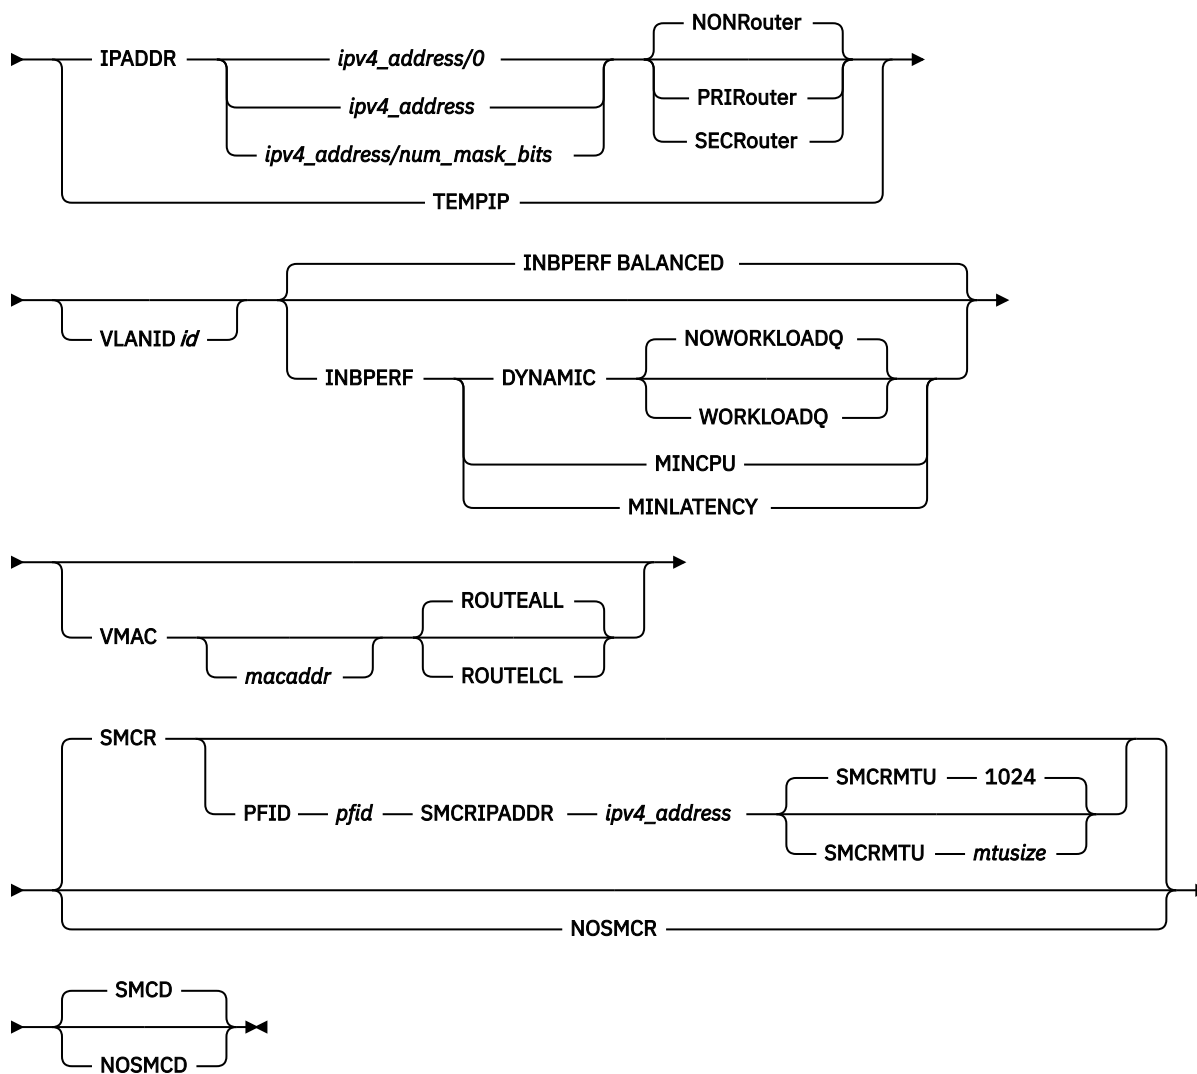 NONRouter
IPADDR ipv4_address/0
PRIRouter
ipv4_address
SECRouter
ipv4_address/num_mask_bits
TEMPIP
INBPERF BALANCED
VLANID id
NOWORKLOADQ
INBPERF DYNAMIC
WORKLOADQ
MINCPU
MINLATENCY
ROUTEALL
VMAC
macaddr ROUTELCL
SMCR
SMCRMTU 1024
PFID pfid SMCRIPADDR ipv4_address
SMCRMTU mtusize
NOSMCR
SMCD
NOSMCD